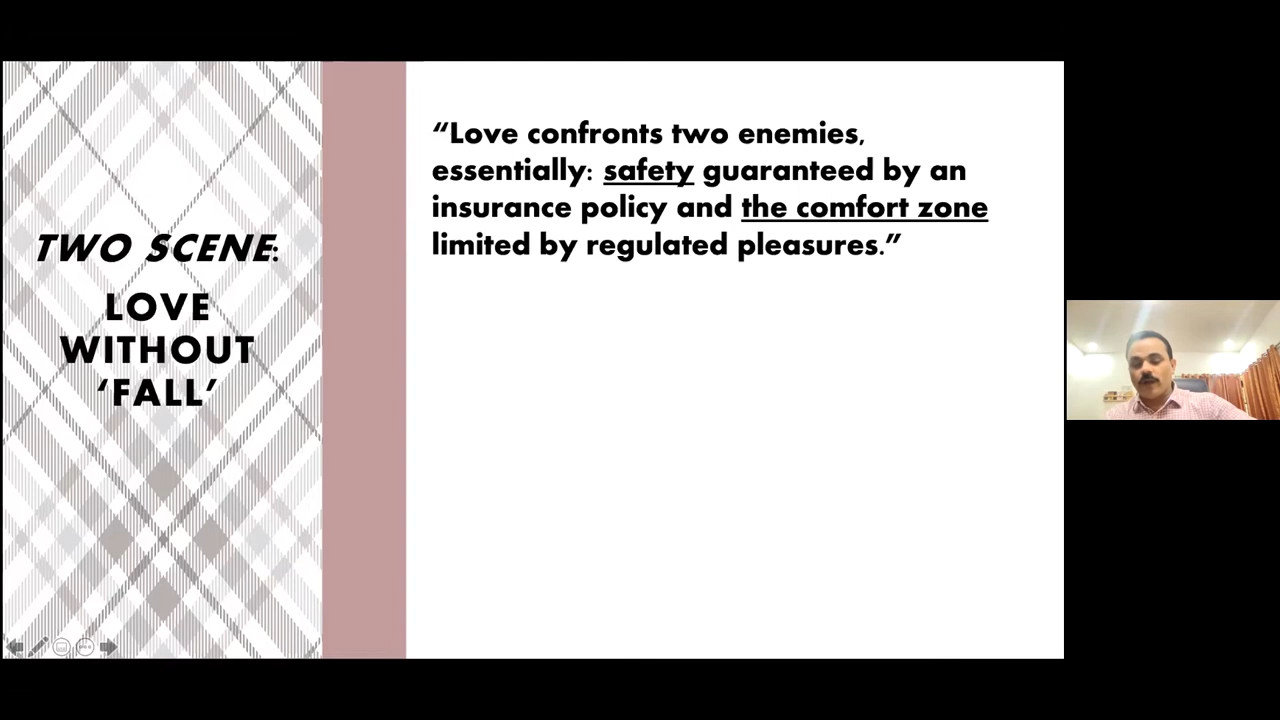 TWO SCENE:
LOVE
WITHOUT
‘FALL’
“Love confronts two enemies,
essentially: safety guaranteed by an
insurance policy and the comfort zone
limited by regulated pleasures.”